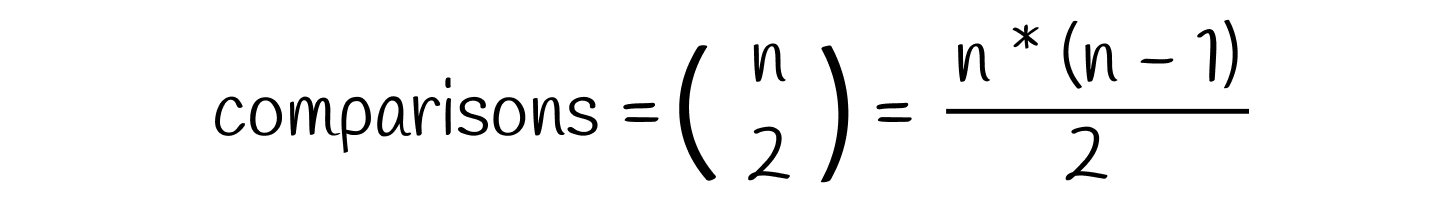 comparisons = ( n 2 ) = n * (n - 1) / 2